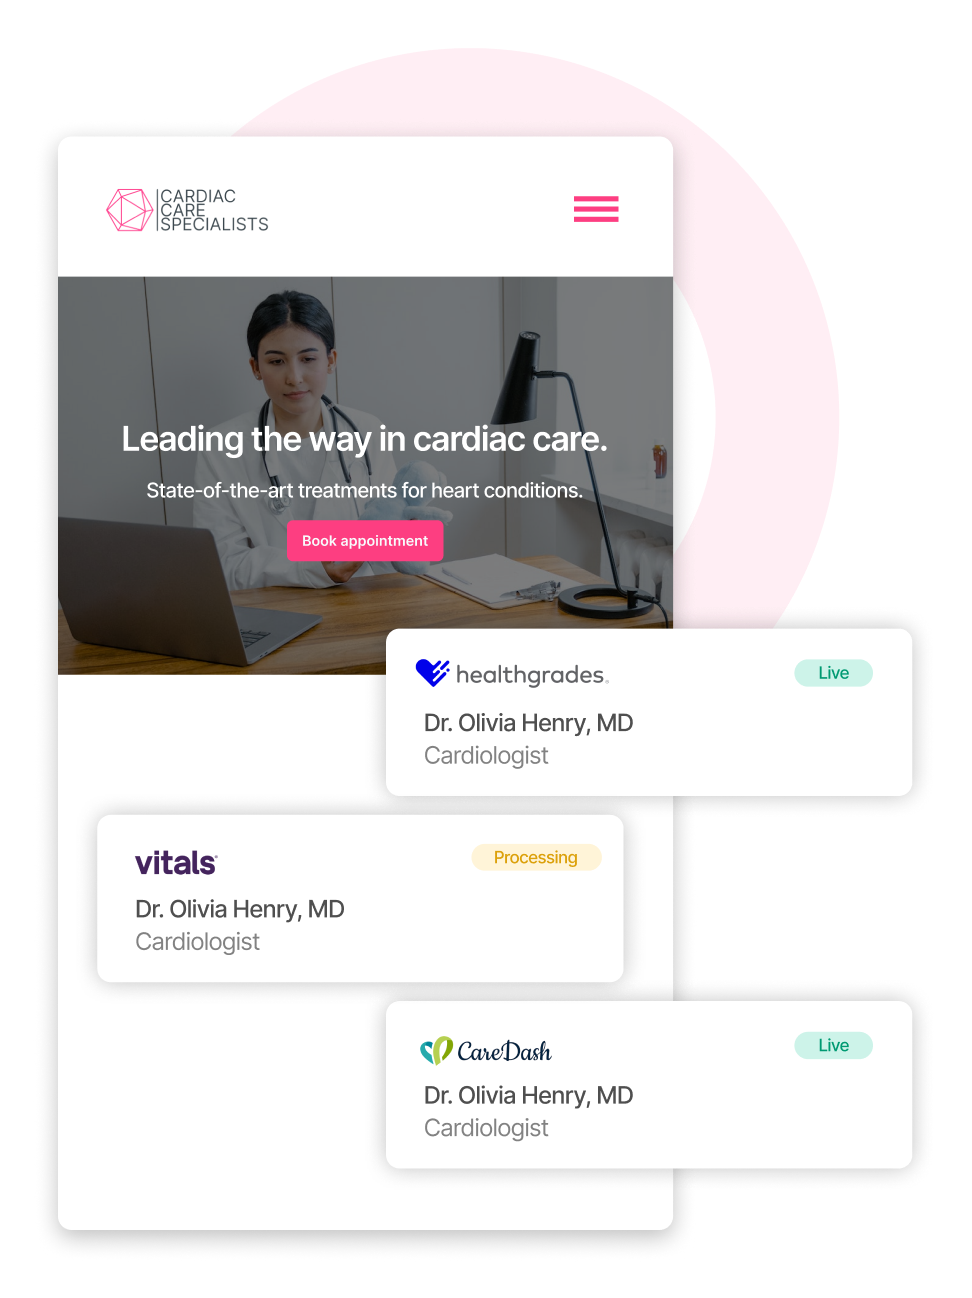 CARDIAC
CARE
SPECIALISTS
Leading the way in cardiac care.
State-of-the-art treatments for heart conditions.
Book appointment
healthgrades.
Live
Dr. Olivia Henry, MD
Cardiologist
vitals
Processing
Dr. Olivia Henry, MD
Cardiologist
CareDash
Live
Dr. Olivia Henry, MD
Cardiologist